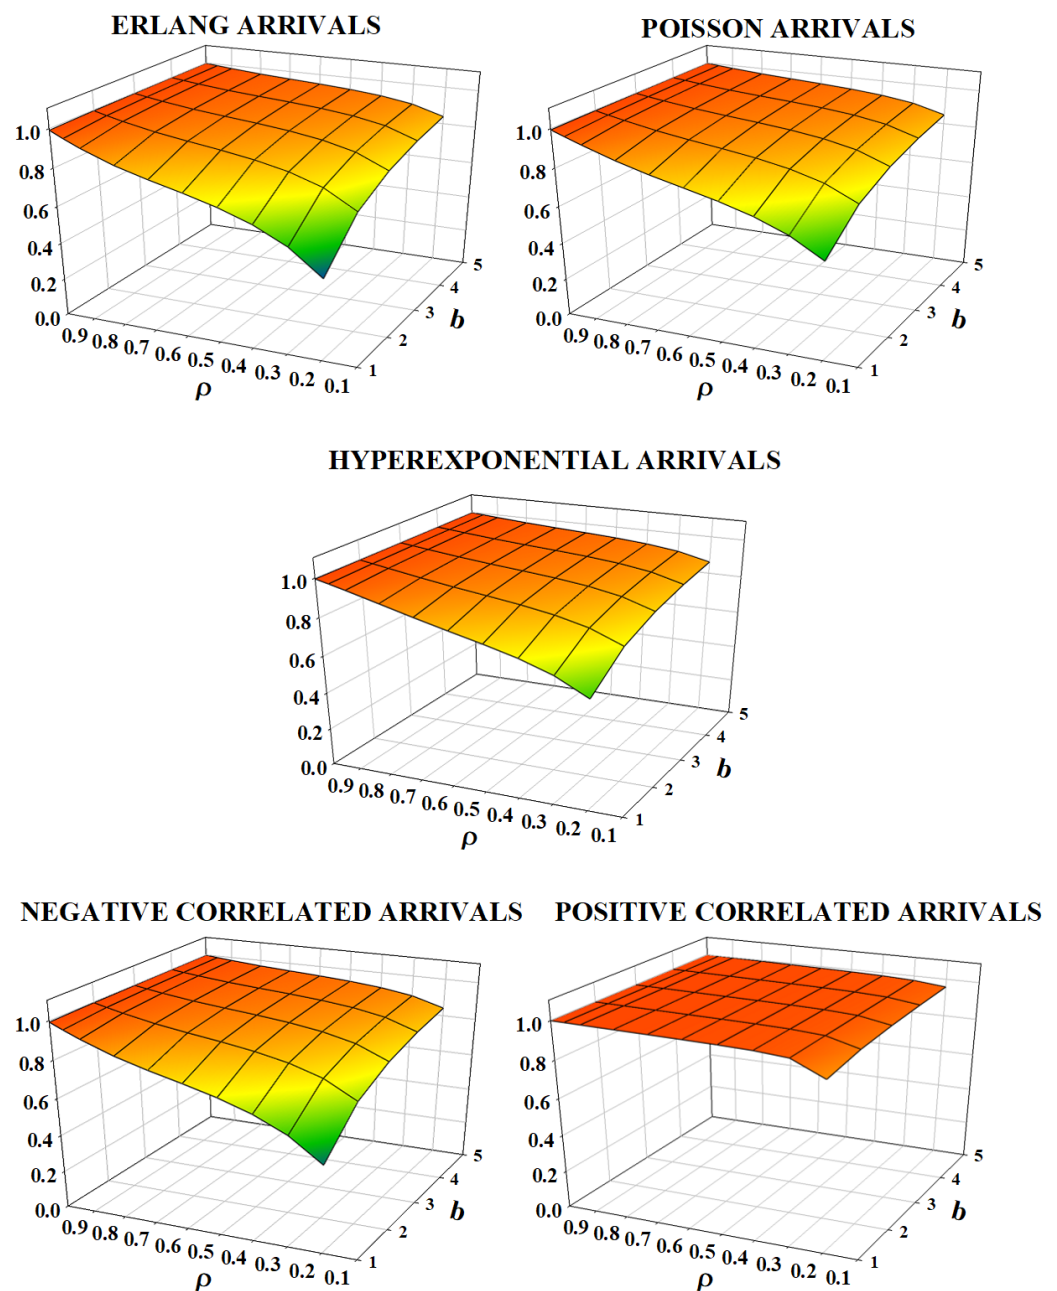 ERLANG ARRIVALS
1.0
0.8
0.6
0.4
0.2
0.0
0.9 0.8 0.7 0.6 0.5 0.4 0.3 0.2 0.1
ρ
1
2
3
4
5
b
POISSON ARRIVALS
1.0
0.8
0.6
0.4
0.2
0.0
0.9 0.8 0.7 0.6 0.5 0.4 0.3 0.2 0.1
ρ
1
2
3
4
5
b
HYPEREXPONENTIAL ARRIVALS
1.0
0.8
0.6
0.4
0.2
0.0
0.9 0.8 0.7 0.6 0.5 0.4 0.3 0.2 0.1
ρ
1
2
3
4
5
b
NEGATIVE CORRELATED ARRIVALS
1.0
0.8
0.6
0.4
0.2
0.0
0.9 0.8 0.7 0.6 0.5 0.4 0.3 0.2 0.1
ρ
1
2
3
4
5
b
POSITIVE CORRELATED ARRIVALS
1.0
0.8
0.6
0.4
0.2
0.0
0.9 0.8 0.7 0.6 0.5 0.4 0.3 0.2 0.1
ρ
1
2
3
4
5
b